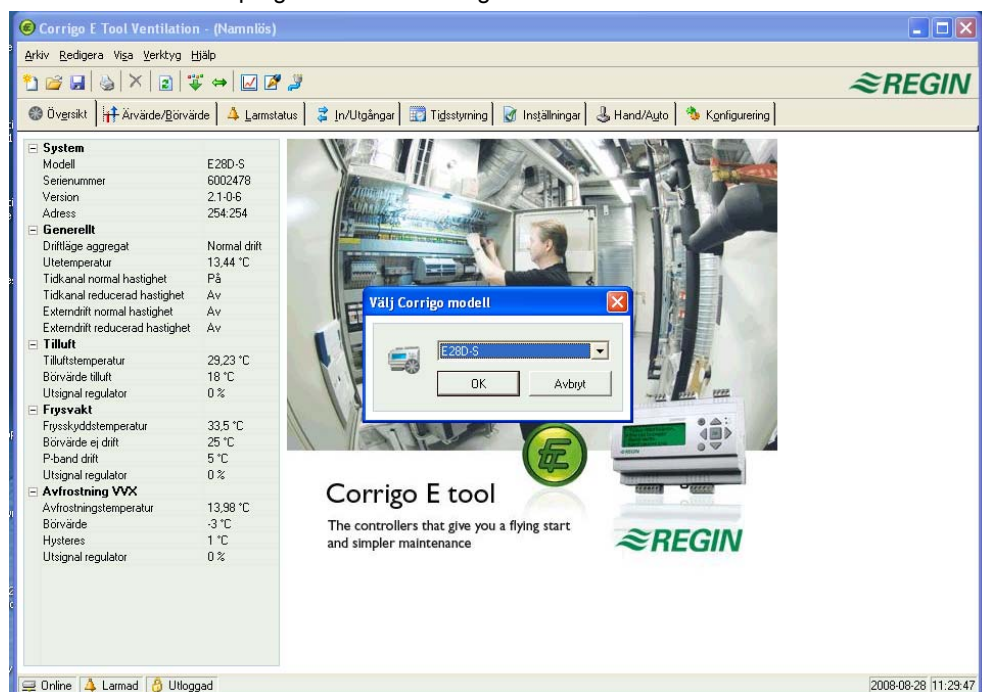 Corrigo E Tool Ventilation - (Namnlös)
Arkiv Redigera Visa Verktyg Hjälp
REGIN
Översikt Ärvärde/Börvärde Larmstatus In/Utgångar Tidsstyrning Inställningar Hand/Auto Konfigurering
System
Modell E28D-S
Serienummer 6002478
Version 2.1-0-6
Adress 254:254
Generellt
Driftläge aggregat Normal drift
Utetemperatur 13,44 °C
Tidkanal normal hastighet På
Tidkanal reducerad hastighet Av
Externdrift normal hastighet Av
Externdrift reducerad hastighet Av
Tilluft
Tilluftstemperatur 29,23 °C
Börvärde tilluft 18 °C
Utsignal regulator 0 %
Frysvakt
Frysskyddstemperatur 33,5 °C
Börvärde ej drift 25 °C
P-band drift 5 °C
Utsignal regulator 0 %
Avfrostning VVX
Avfrostningstemperatur 13,98 °C
Börvärde -3 °C
Hysteres 1 °C
Utsignal regulator 0 %
Välj Corrigo modell
E28D-S
OK Avbryt
Corrigo E tool
The controllers that give you a flying start
and simpler maintenance
REGIN
Online Larmad Utloggad 2008-08-28 11:29:47